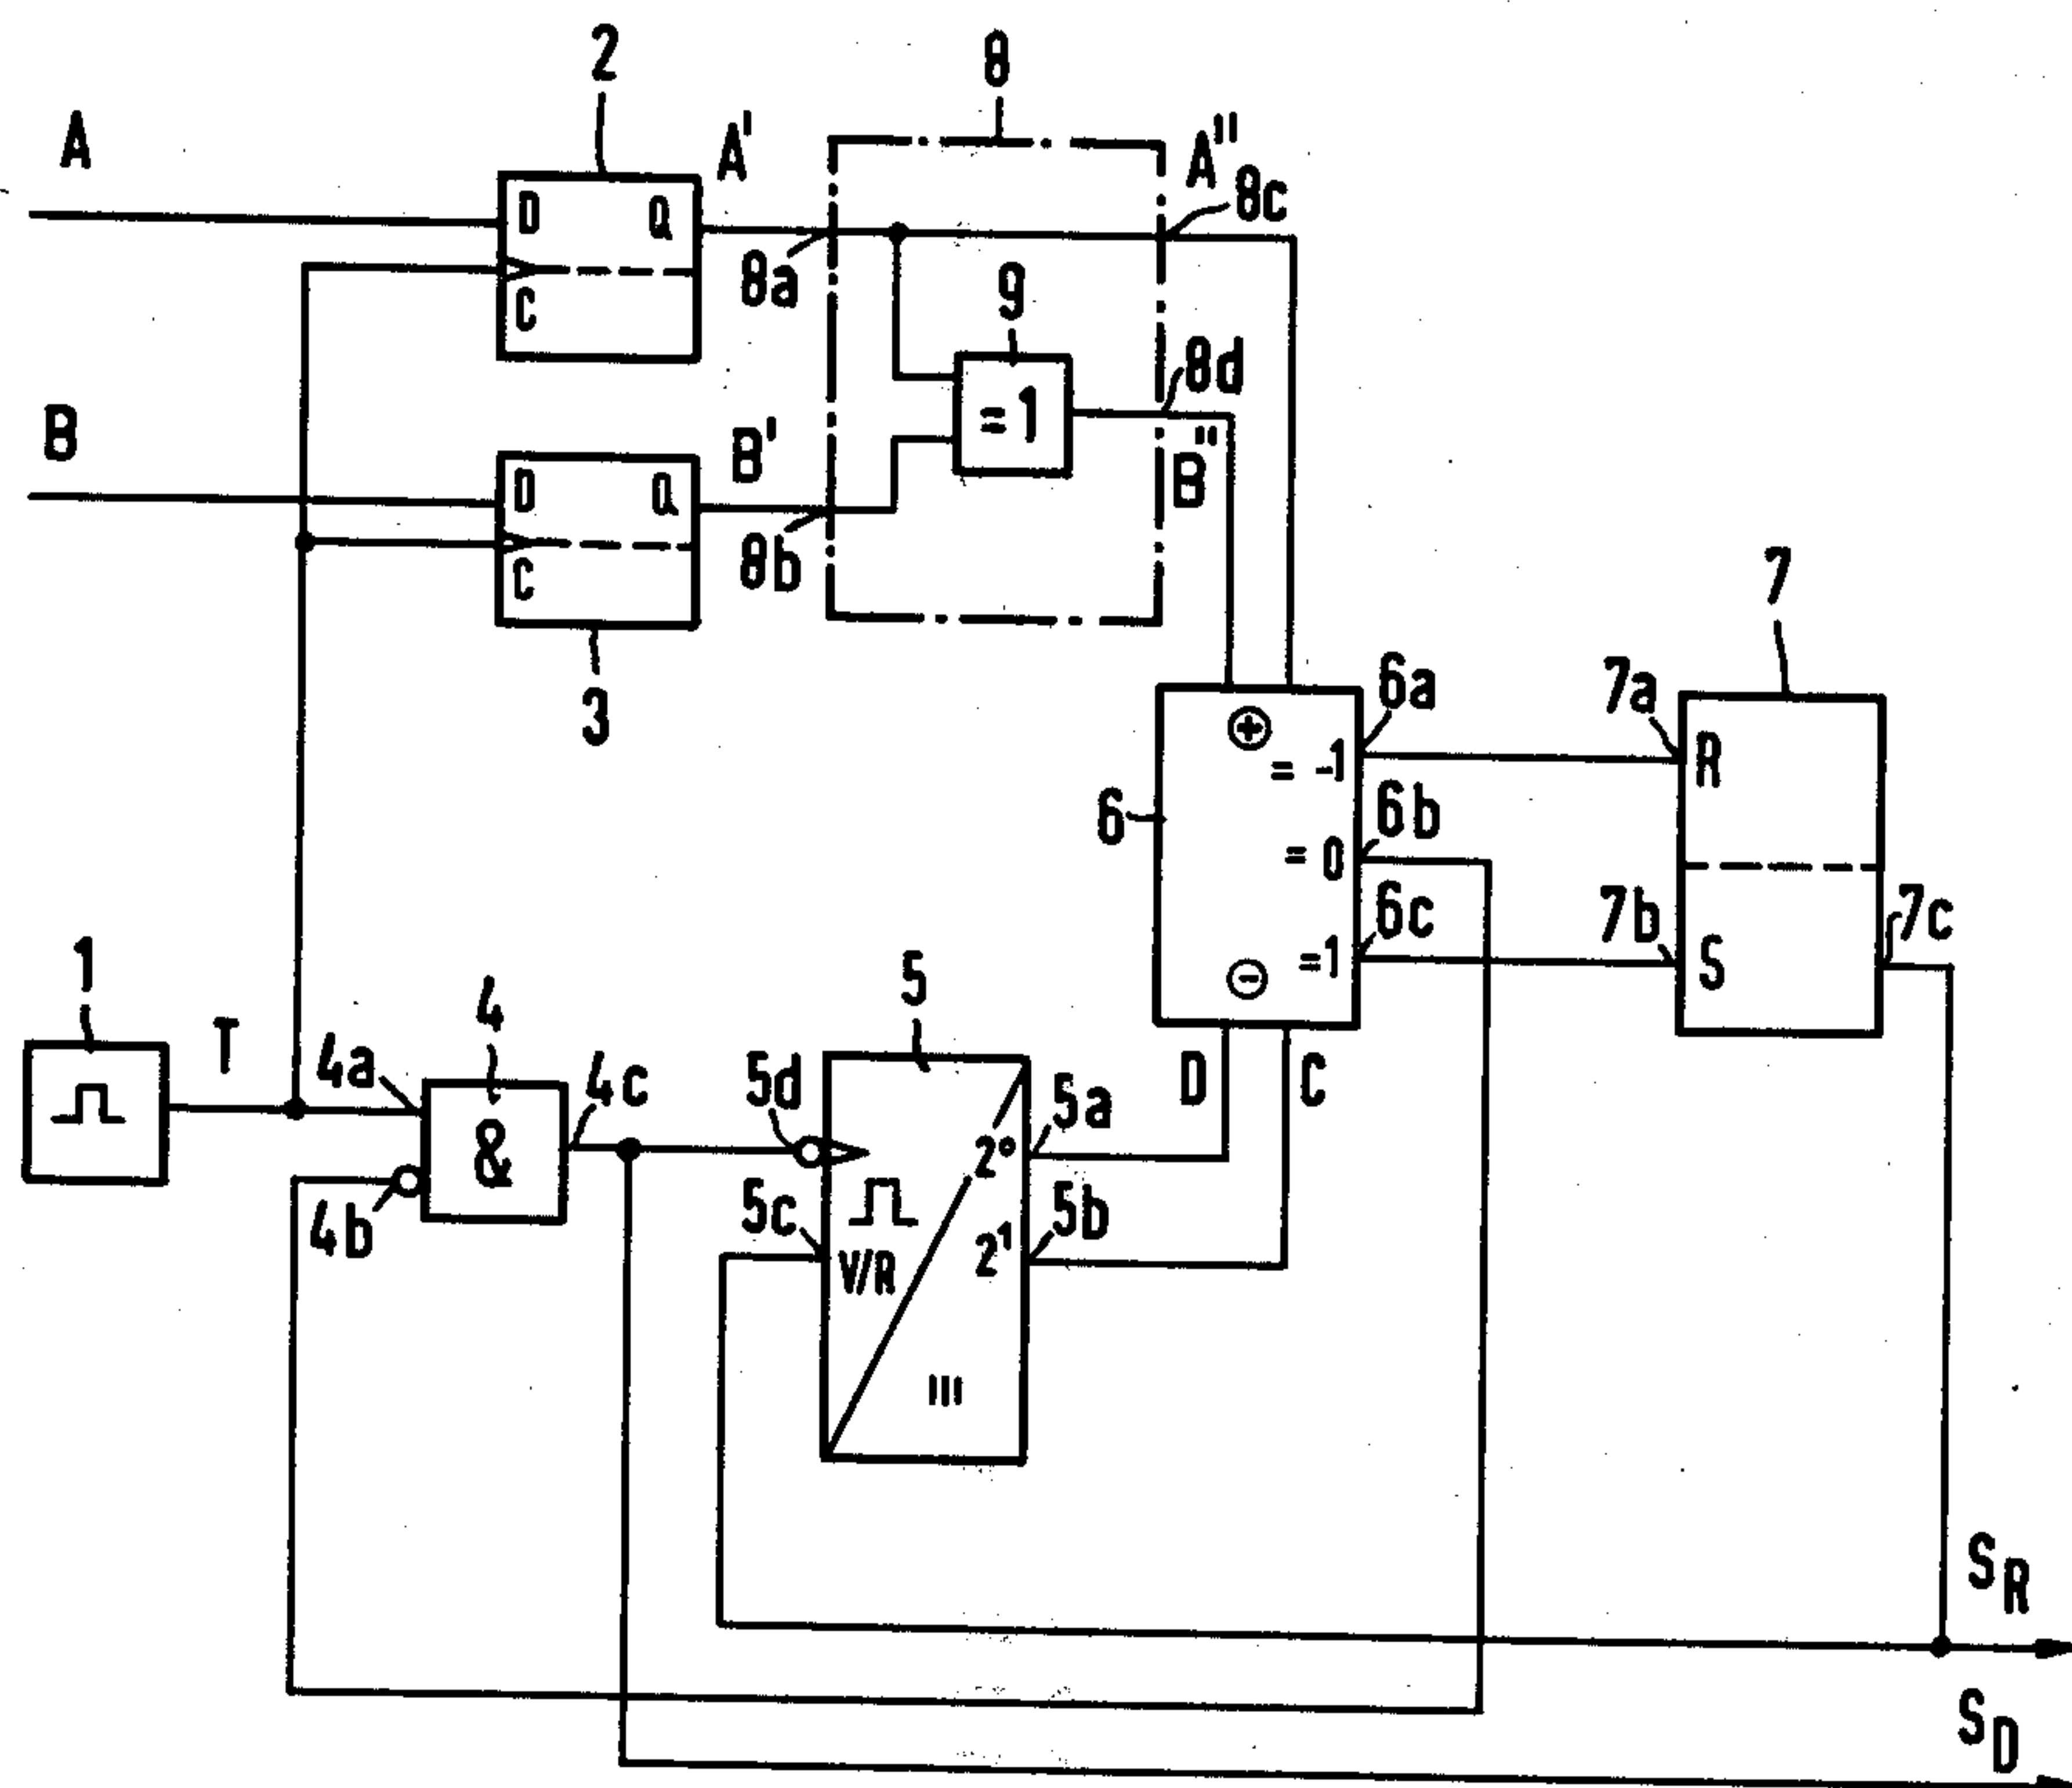 2
8
A
A'
A"
8c
D Q
C
8a
9
=1
8d
B
B'
B"
D Q
C
8b
3
7
6a
7a
⊕
= -1
R
6
6b
= 0
6c
7b
7c
⊖
=1
S
1
T
4a
4
4c
5d
5
5a
D
C
&
2⁰
4b
5c
V/R
2¹
5b
S_R
S_D